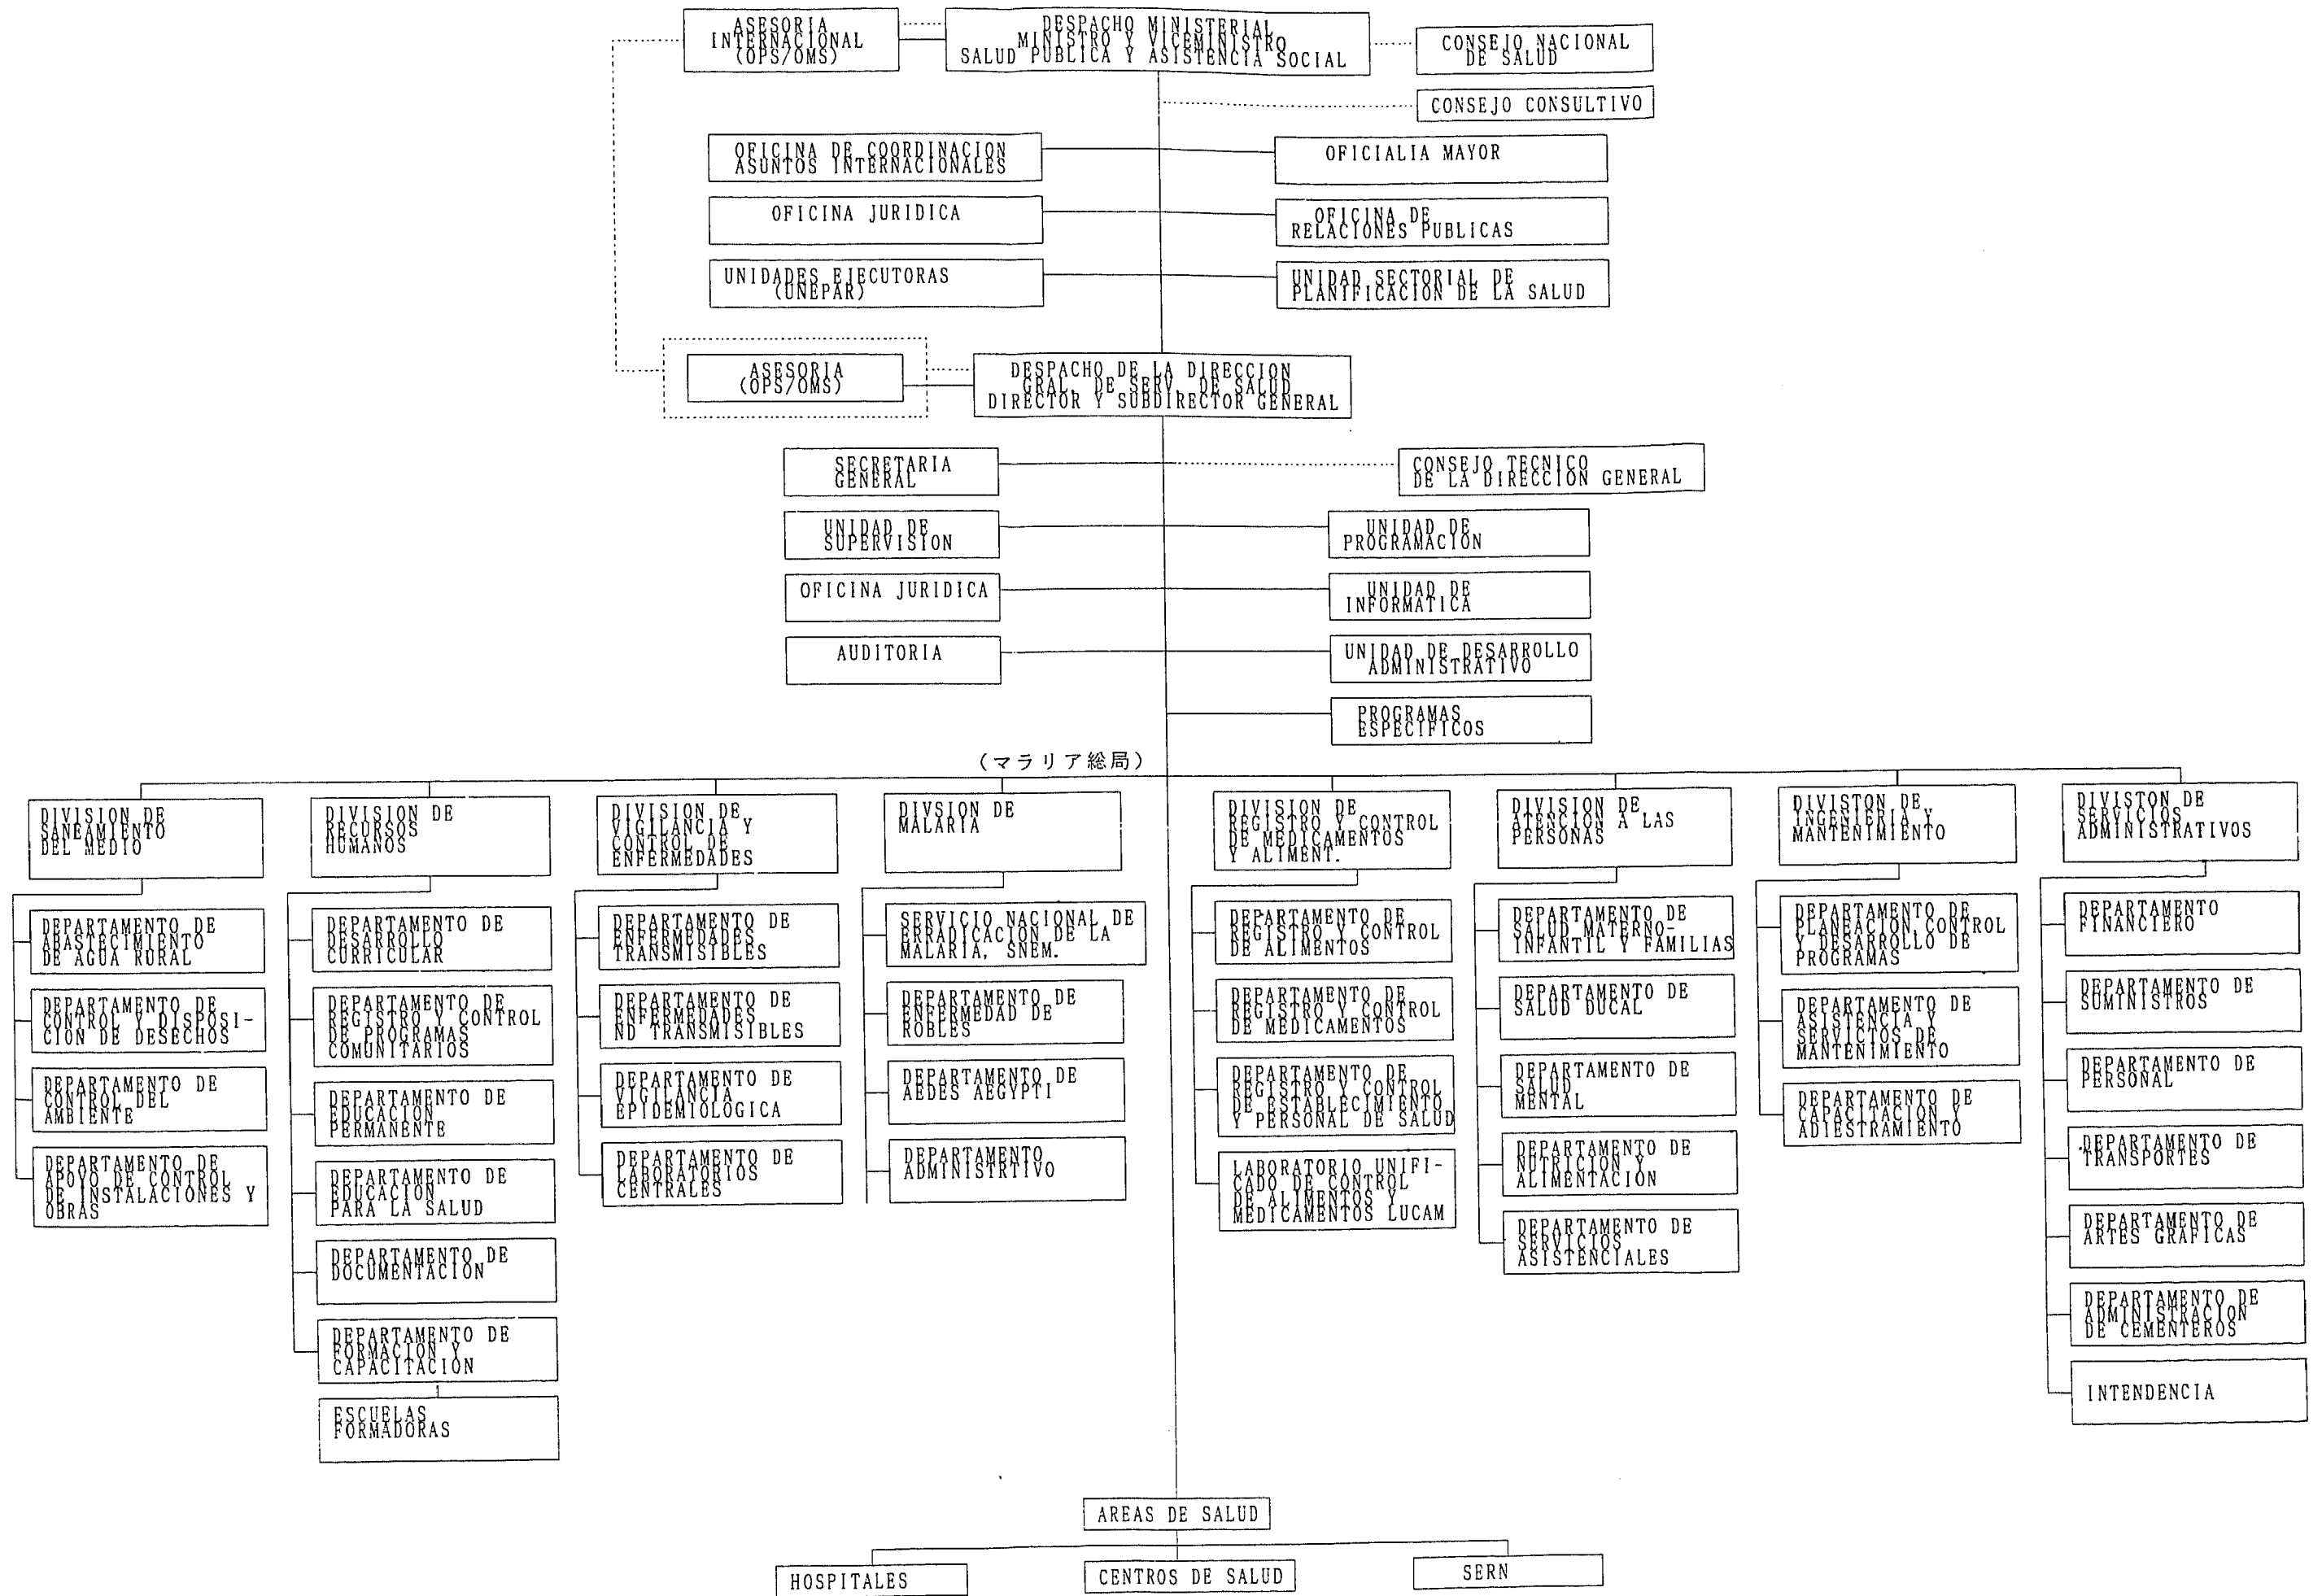 ASESORIA
INTERNACIONAL
(OPS/OMS)
DESPACHO MINISTERIAL
MINISTRO Y VICEMINISTRO
SALUD PUBLICA Y ASISTENCIA SOCIAL
CONSEJO NACIONAL
DE SALUD
CONSEJO CONSULTIVO
OFICINA DE COORDINACION
ASUNTOS INTERNACIONALES
OFICIALIA MAYOR
OFICINA JURIDICA
OFICINA DE
RELACIONES PUBLICAS
UNIDADES EJECUTORAS
(UNEPAR)
UNIDAD SECTORIAL DE
PLANIFICACION DE LA SALUD
ASESORIA
(OPS/OMS)
DESPACHO DE LA DIRECCION
GRAL. DE SERV. DE SALUD
DIRECTOR Y SUBDIRECTOR GENERAL
SECRETARIA
GENERAL
CONSEJO TECNICO
DE LA DIRECCION GENERAL
UNIDAD DE
SUPERVISION
UNIDAD DE
PROGRAMACION
OFICINA JURIDICA
UNIDAD DE
INFORMATICA
AUDITORIA
UNIDAD DE DESARROLLO
ADMINISTRATIVO
PROGRAMAS
ESPECIFICOS
(マラリア総局)
DIVISION DE
SANEAMIENTO
DEL MEDIO
DEPARTAMENTO DE
ABASTECIMIENTO
DE AGUA RURAL
DEPARTAMENTO DE
CONTROL Y DISPOSI-
CION DE DESECHOS
DEPARTAMENTO DE
CONTROL DEL
AMBIENTE
DEPARTAMENTO DE
APOYO DE CONTROL
DE INSTALACIONES Y
OBRAS
DIVISION DE
RECURSOS
HUMANOS
DEPARTAMENTO DE
DESARROLLO
CURRICULAR
DEPARTAMENTO DE
REGISTRO Y CONTROL
DE PROGRAMAS
COMUNITARIOS
DEPARTAMENTO DE
EDUCACION
PERMANENTE
DEPARTAMENTO DE
EDUCACION
PARA LA SALUD
DEPARTAMENTO DE
DOCUMENTACION
DEPARTAMENTO DE
FORMACION Y
CAPACITACION
ESCUELAS
FORMADORAS
DIVISION DE
VIGILANCIA Y
CONTROL DE
ENFERMEDADES
DEPARTAMENTO DE
ENFERMEDADES
TRANSMISIBLES
DEPARTAMENTO DE
ENFERMEDADES
ND TRANSMISIBLES
DEPARTAMENTO DE
VIGILANCIA
EPIDEMIOLOGICA
DEPARTAMENTO DE
LABORATORIOS
CENTRALES
DIVSION DE
MALARIA
SERVICIO NACIONAL DE
ERRADICACION DE LA
MALARIA, SNEM.
DEPARTAMENTO DE
ENFERMEDAD DE
ROBLES
DEPARTAMENTO DE
AEDES AEGYPTI
DEPARTAMENTO
ADMINISTRTIVO
DIVISION DE
REGISTRO Y CONTROL
DE MEDICAMENTOS
Y ALIMENT.
DEPARTAMENTO DE
REGISTRO Y CONTROL
DE ALIMENTOS
DEPARTAMENTO DE
REGISTRO Y CONTROL
DE MEDICAMENTOS
DEPARTAMENTO DE
REGISTRO Y CONTROL
DE ESTABLECIMIENTO
Y PERSONAL DE SALUD
LABORATORIO UNIFI-
CADO DE CONTROL
DE ALIMENTOS Y
MEDICAMENTOS LUCAM
DIVISION DE
ATENCION A LAS
PERSONAS
DEPARTAMENTO DE
SALUD MATERNO-
INFANTIL Y FAMILIAS
DEPARTAMENTO DE
SALUD DUCAL
DEPARTAMENTO DE
SALUD
MENTAL
DEPARTAMENTO DE
NUTRICION Y
ALIMENTACION
DEPARTAMENTO DE
SERVICIOS
ASISTENCIALES
DIVISTON DE
INGENIERIA Y
MANTENIMIENTO
DEPARTAMENTO DE
PLANEACION CONTROL
Y DESARROLLO DE
PROGRAMAS
DEPARTAMENTO DE
ASISTENCIA Y
SERVICIOS DE
MANTENIMIENTO
DEPARTAMENTO DE
CAPACITACION Y
ADIESTRAMIENTO
DIVISTON DE
SERVICIOS
ADMINISTRATIVOS
DEPARTAMENTO
FINANCIERO
DEPARTAMENTO DE
SUMINISTROS
DEPARTAMENTO DE
PERSONAL
DEPARTAMENTO DE
TRANSPORTES
DEPARTAMENTO DE
ARTES GRAFICAS
DEPARTAMENTO DE
ADMINISTRACION
DE CEMENTEROS
INTENDENCIA
AREAS DE SALUD
HOSPITALES
CENTROS DE SALUD
SERN